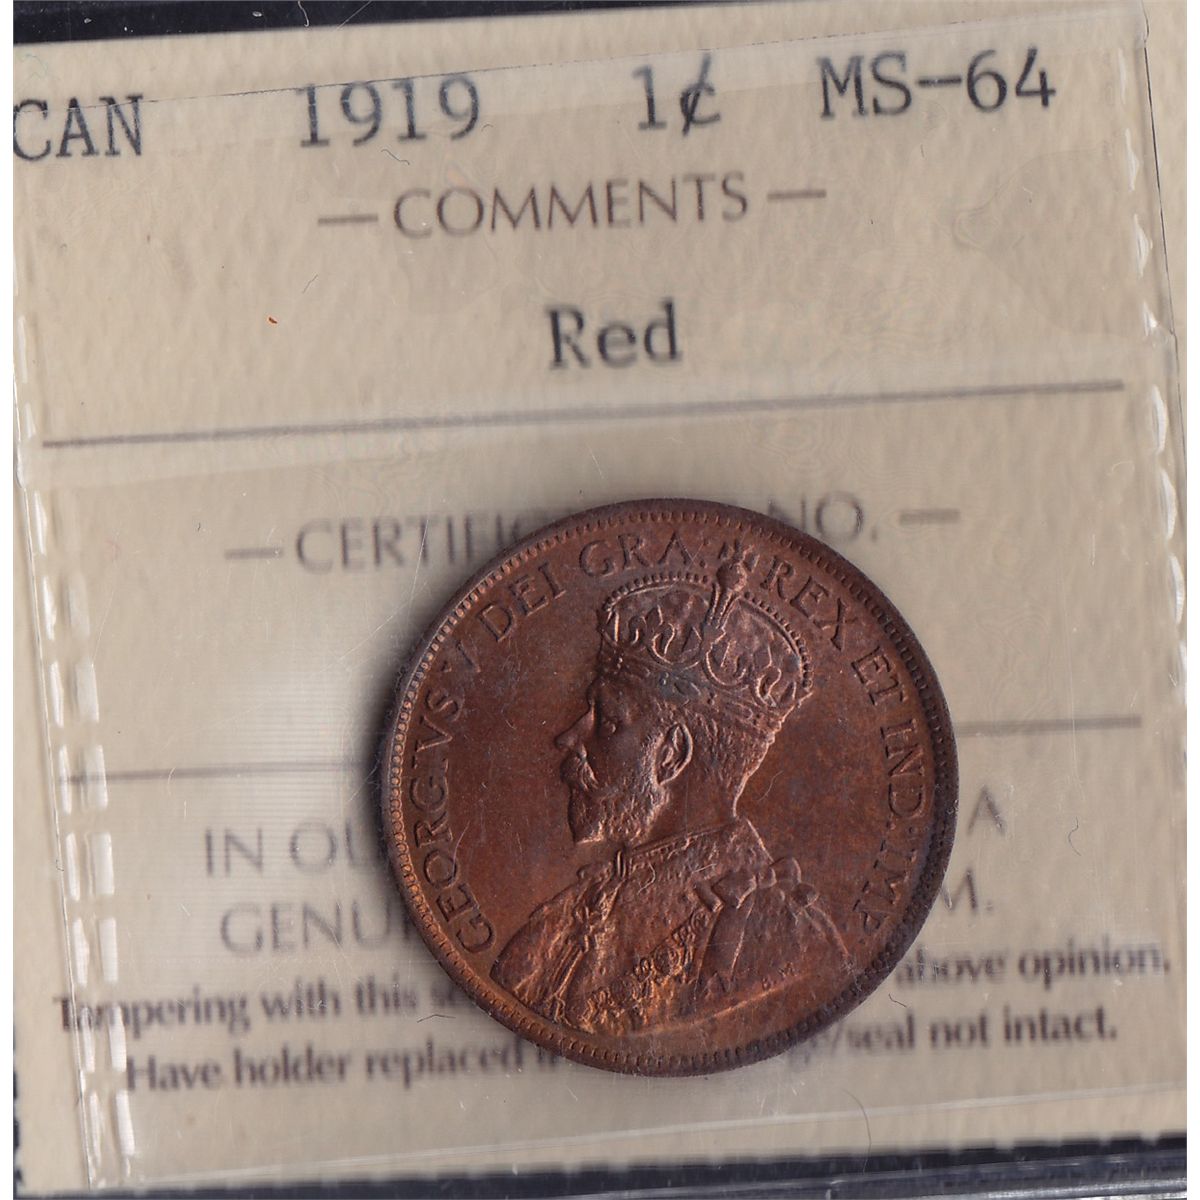 CAN 1919 1¢ MS-64
— COMMENTS —
Red
— CERTIFIC NO. —
GEORGIVS V DEI GRA: REX ET IND: IMP:
B.M
IN OU A
GENU M.
Tampering with this se above opinion.
Have holder replaced i ge/seal not intact.